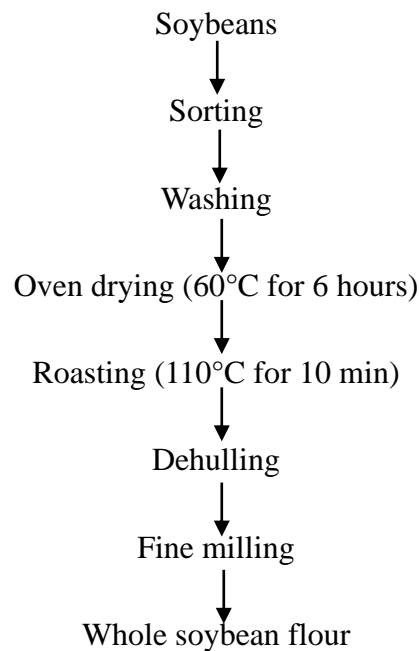 Soybeans
Sorting
Washing
Oven drying (60°C for 6 hours)
Roasting (110°C for 10 min)
Dehulling
Fine milling
Whole soybean flour